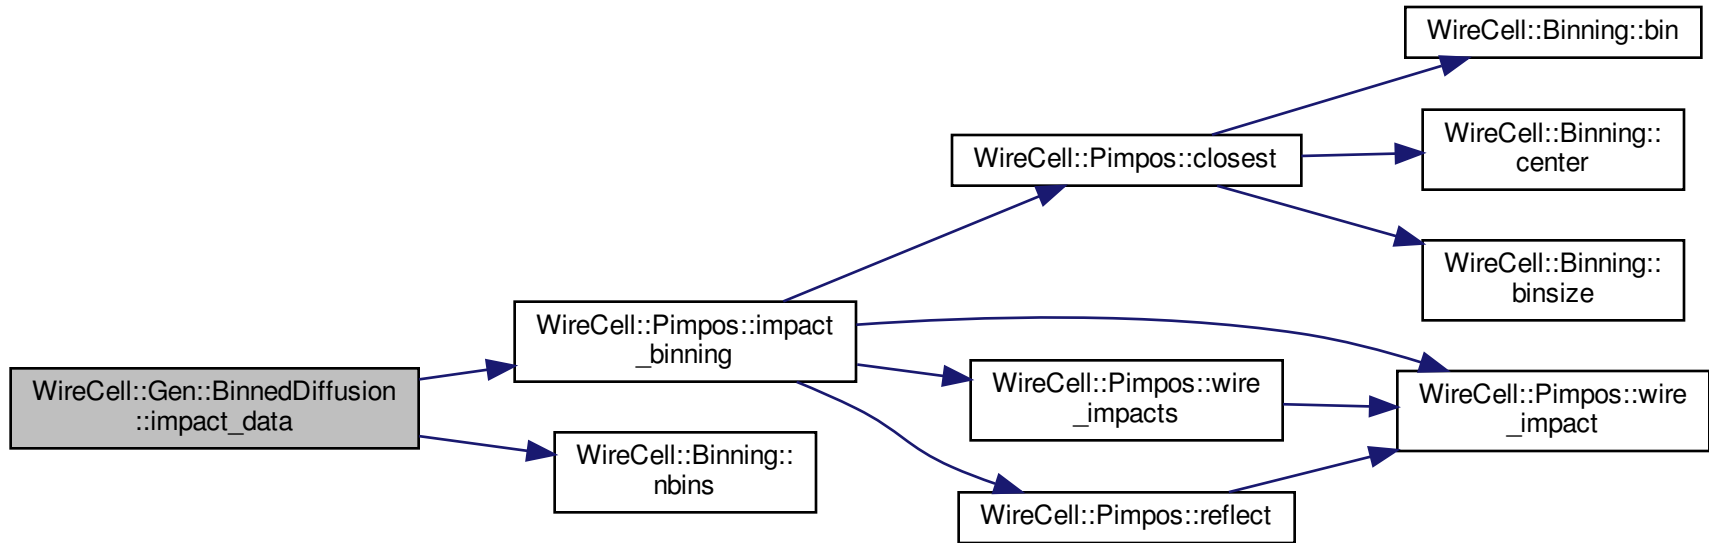 WireCell::Binning::bin
WireCell::Binning::
center
WireCell::Pimpos::closest
WireCell::Binning::
binsize
WireCell::Pimpos::impact
_binning
WireCell::Gen::BinnedDiffusion
::impact_data
WireCell::Pimpos::wire
_impacts
WireCell::Pimpos::wire
_impact
WireCell::Binning::
nbins
WireCell::Pimpos::reflect